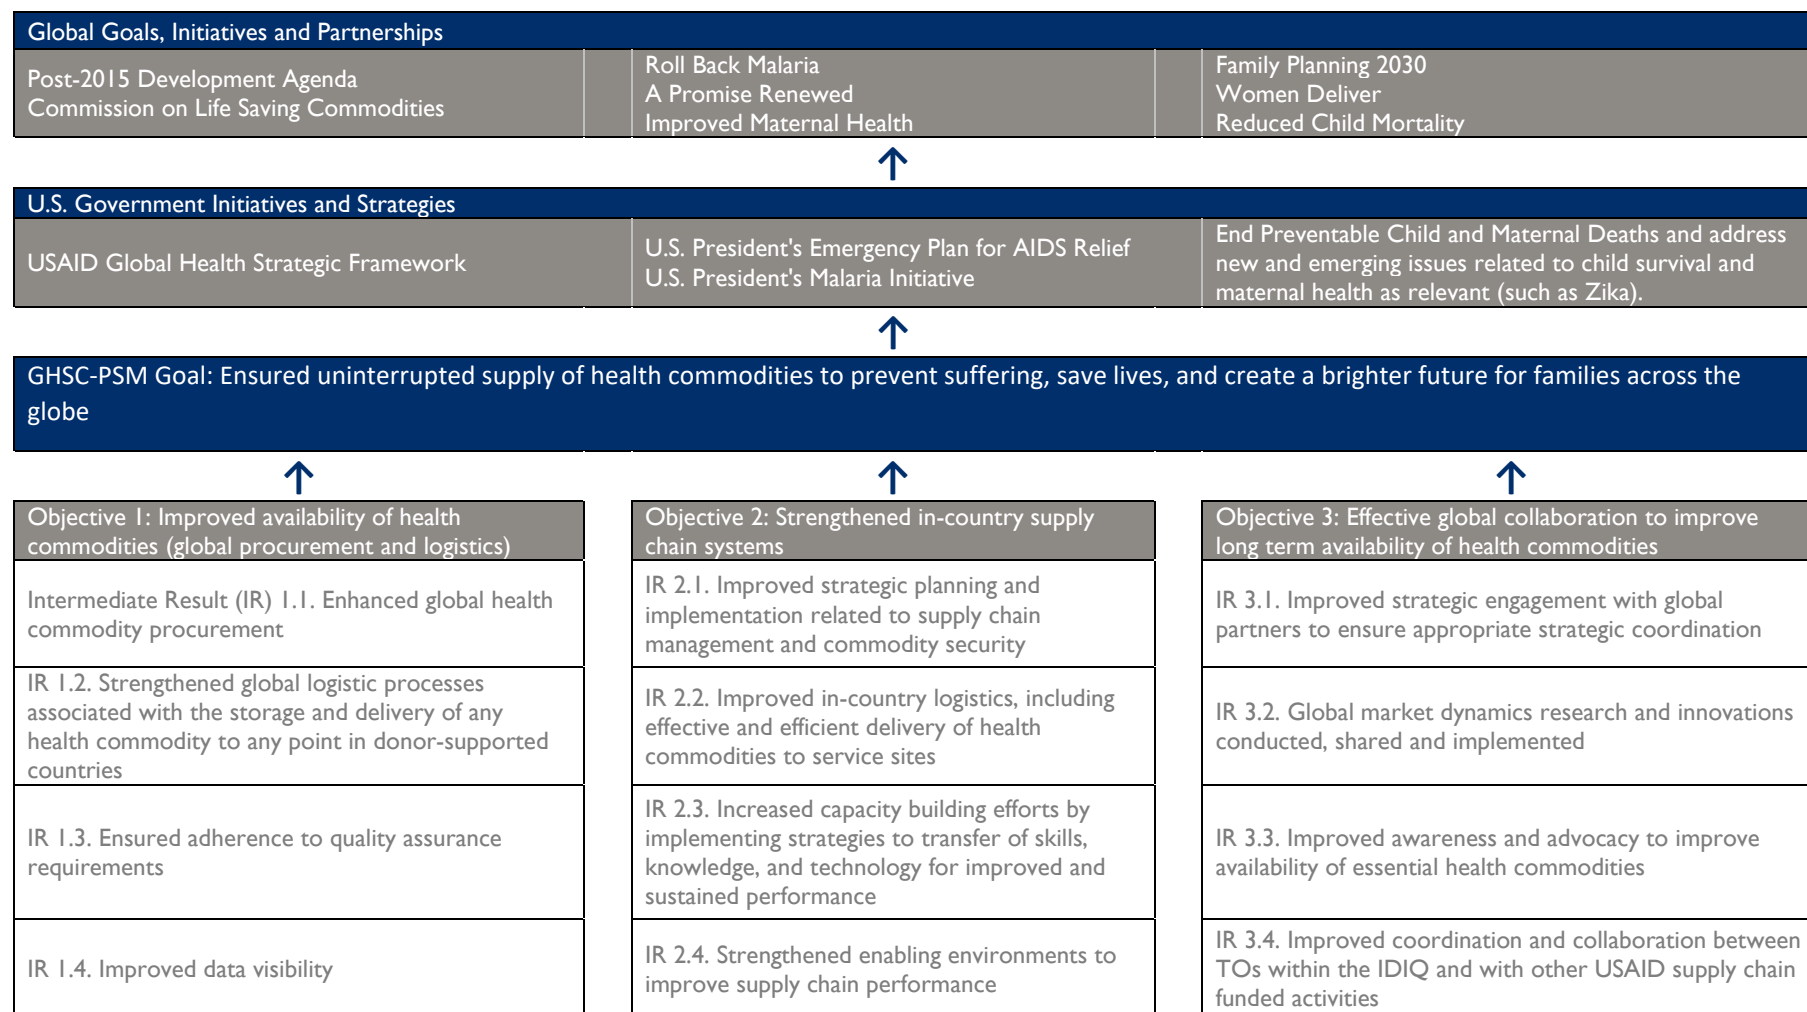 Global Goals, Initiatives and Partnerships
Post-2015 Development Agenda
Commission on Life Saving Commodities
Roll Back Malaria
A Promise Renewed
Improved Maternal Health
Family Planning 2030
Women Deliver
Reduced Child Mortality
U.S. Government Initiatives and Strategies
USAID Global Health Strategic Framework
U.S. President's Emergency Plan for AIDS Relief
U.S. President's Malaria Initiative
End Preventable Child and Maternal Deaths and address
new and emerging issues related to child survival and
maternal health as relevant (such as Zika).
GHSC-PSM Goal: Ensured uninterrupted supply of health commodities to prevent suffering, save lives, and create a brighter future for families across the
globe
Objective 1: Improved availability of health
commodities (global procurement and logistics)
Intermediate Result (IR) 1.1. Enhanced global health
commodity procurement
IR 1.2. Strengthened global logistic processes
associated with the storage and delivery of any
health commodity to any point in donor-supported
countries
IR 1.3. Ensured adherence to quality assurance
requirements
IR 1.4. Improved data visibility
Objective 2: Strengthened in-country supply
chain systems
IR 2.1. Improved strategic planning and
implementation related to supply chain
management and commodity security
IR 2.2. Improved in-country logistics, including
effective and efficient delivery of health
commodities to service sites
IR 2.3. Increased capacity building efforts by
implementing strategies to transfer of skills,
knowledge, and technology for improved and
sustained performance
IR 2.4. Strengthened enabling environments to
improve supply chain performance
Objective 3: Effective global collaboration to improve
long term availability of health commodities
IR 3.1. Improved strategic engagement with global
partners to ensure appropriate strategic coordination
IR 3.2. Global market dynamics research and innovations
conducted, shared and implemented
IR 3.3. Improved awareness and advocacy to improve
availability of essential health commodities
IR 3.4. Improved coordination and collaboration between
TOs within the IDIQ and with other USAID supply chain
funded activities